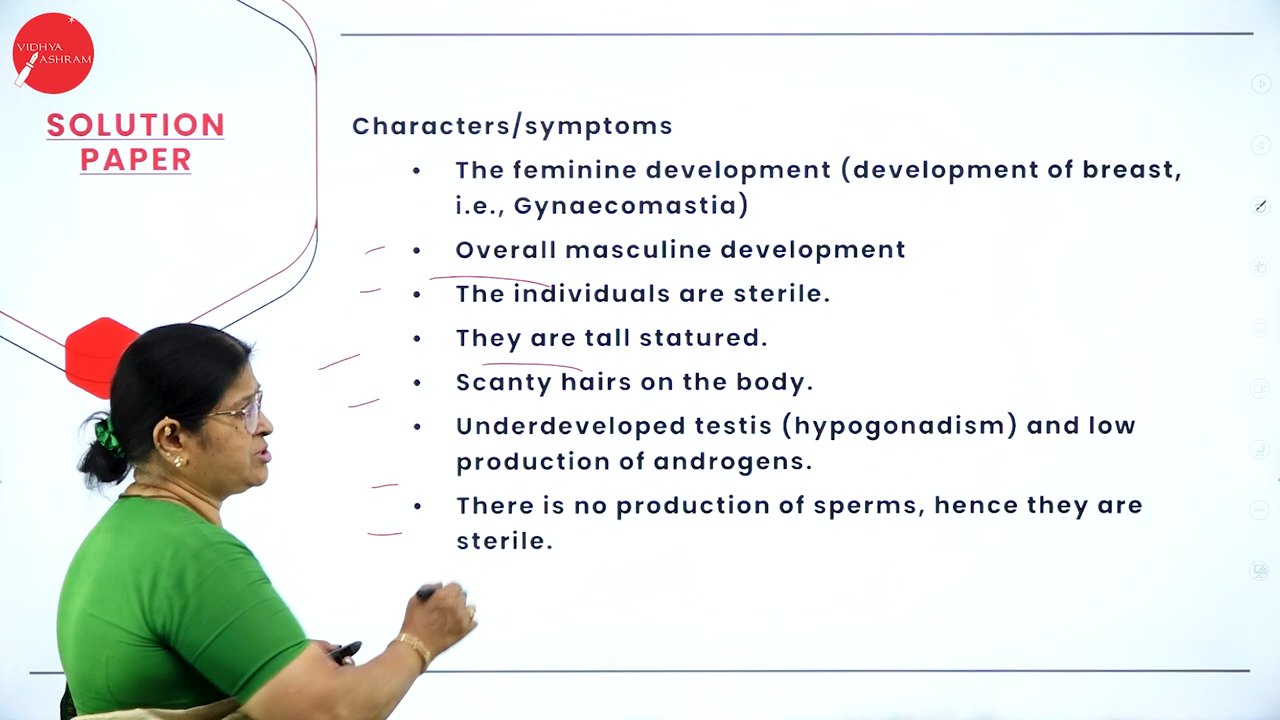 VIDHYA
ASHRAM
SOLUTION
PAPER
Characters/symptoms
• The feminine development (development of breast,
i.e., Gynaecomastia)
• Overall masculine development
• The individuals are sterile.
• They are tall statured.
• Scanty hairs on the body.
• Underdeveloped testis (hypogonadism) and low
production of androgens.
• There is no production of sperms, hence they are
sterile.